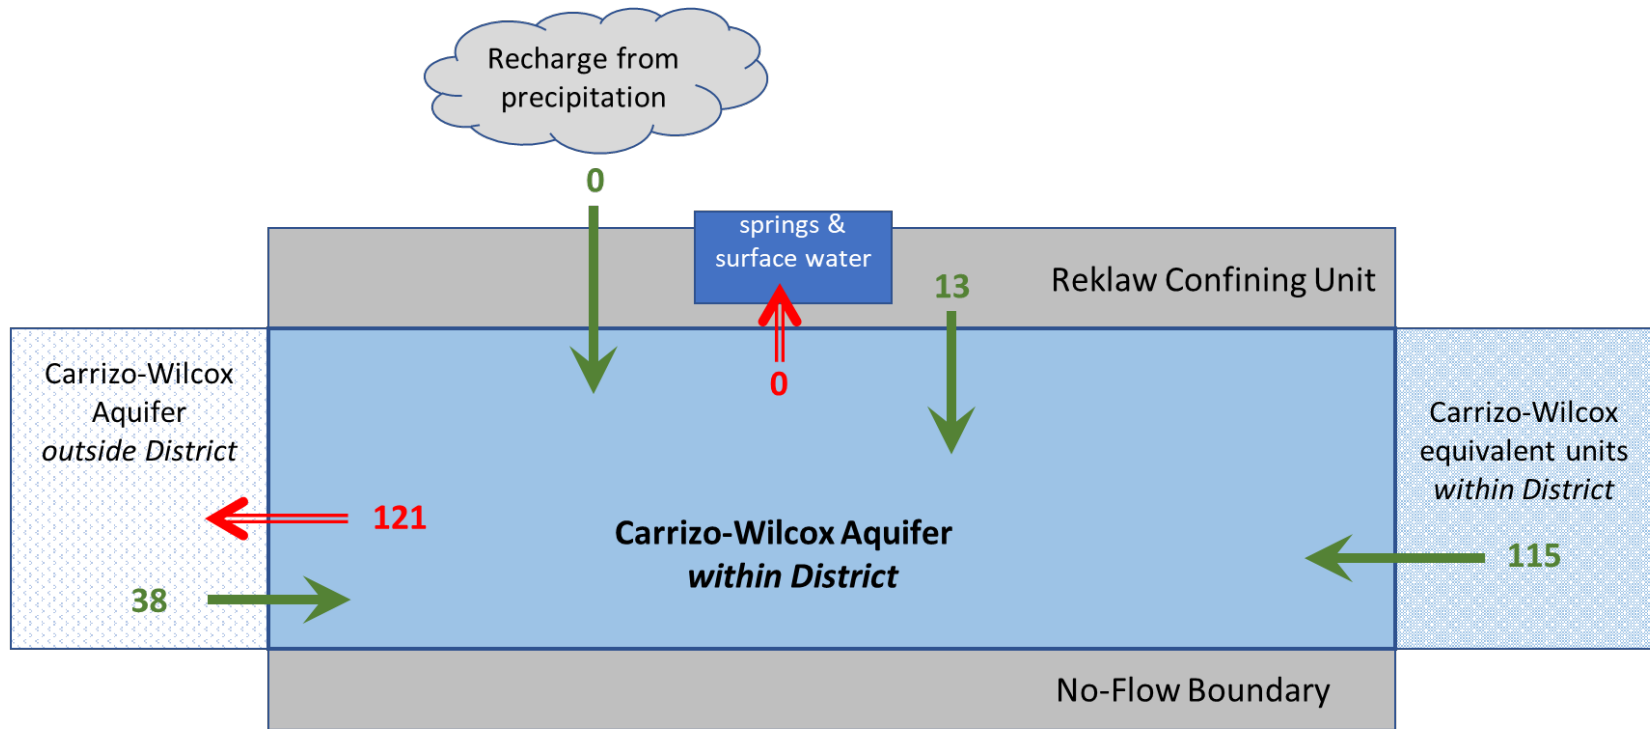 Recharge from
precipitation
0
springs &
surface water
13
Reklaw Confining Unit
0
Carrizo-Wilcox
Aquifer
outside District
121
38
Carrizo-Wilcox Aquifer
within District
Carrizo-Wilcox
equivalent units
within District
115
No-Flow Boundary